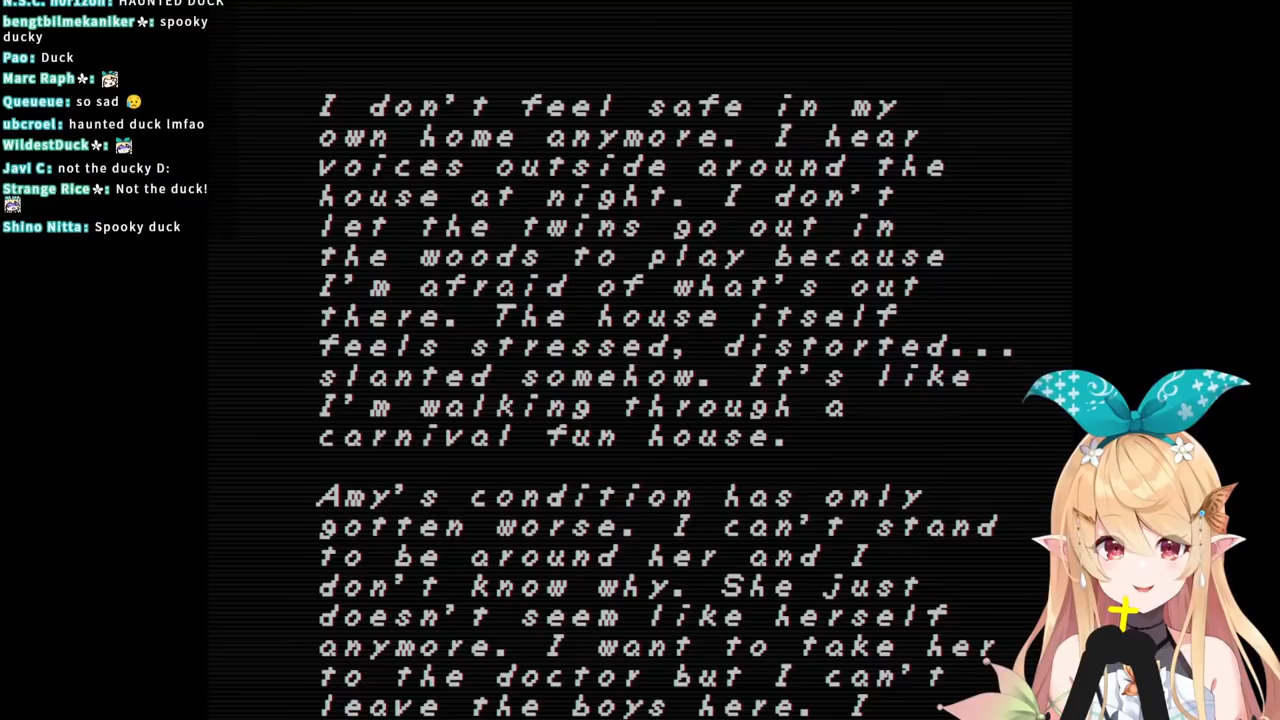 N.S.C. nor1zon: HAUNTED DUCK
bengtbilmekaniker: spooky
ducky
Pao: Duck
Marc Raph:
Queueue: so sad 😥
ubcroel: haunted duck lmfao
WildestDuck:
Javi C: not the ducky D:
Strange Rice: Not the duck!
Shino Nitta: Spooky duck
I don't feel safe in my
own home anymore. I hear
voices outside around the
house at night. I don't
let the twins go out in
the woods to play because
I'm afraid of what's out
there. The house itself
feels stressed, distorted...
slanted somehow. It's like
I'm walking through a
carnival fun house.
Amy's condition has only
gotten worse. I can't stand
to be around her and I
don't know why. She just
doesn't seem like herself
anymore. I want to take her
to the doctor but I can't
leave the boys here. I